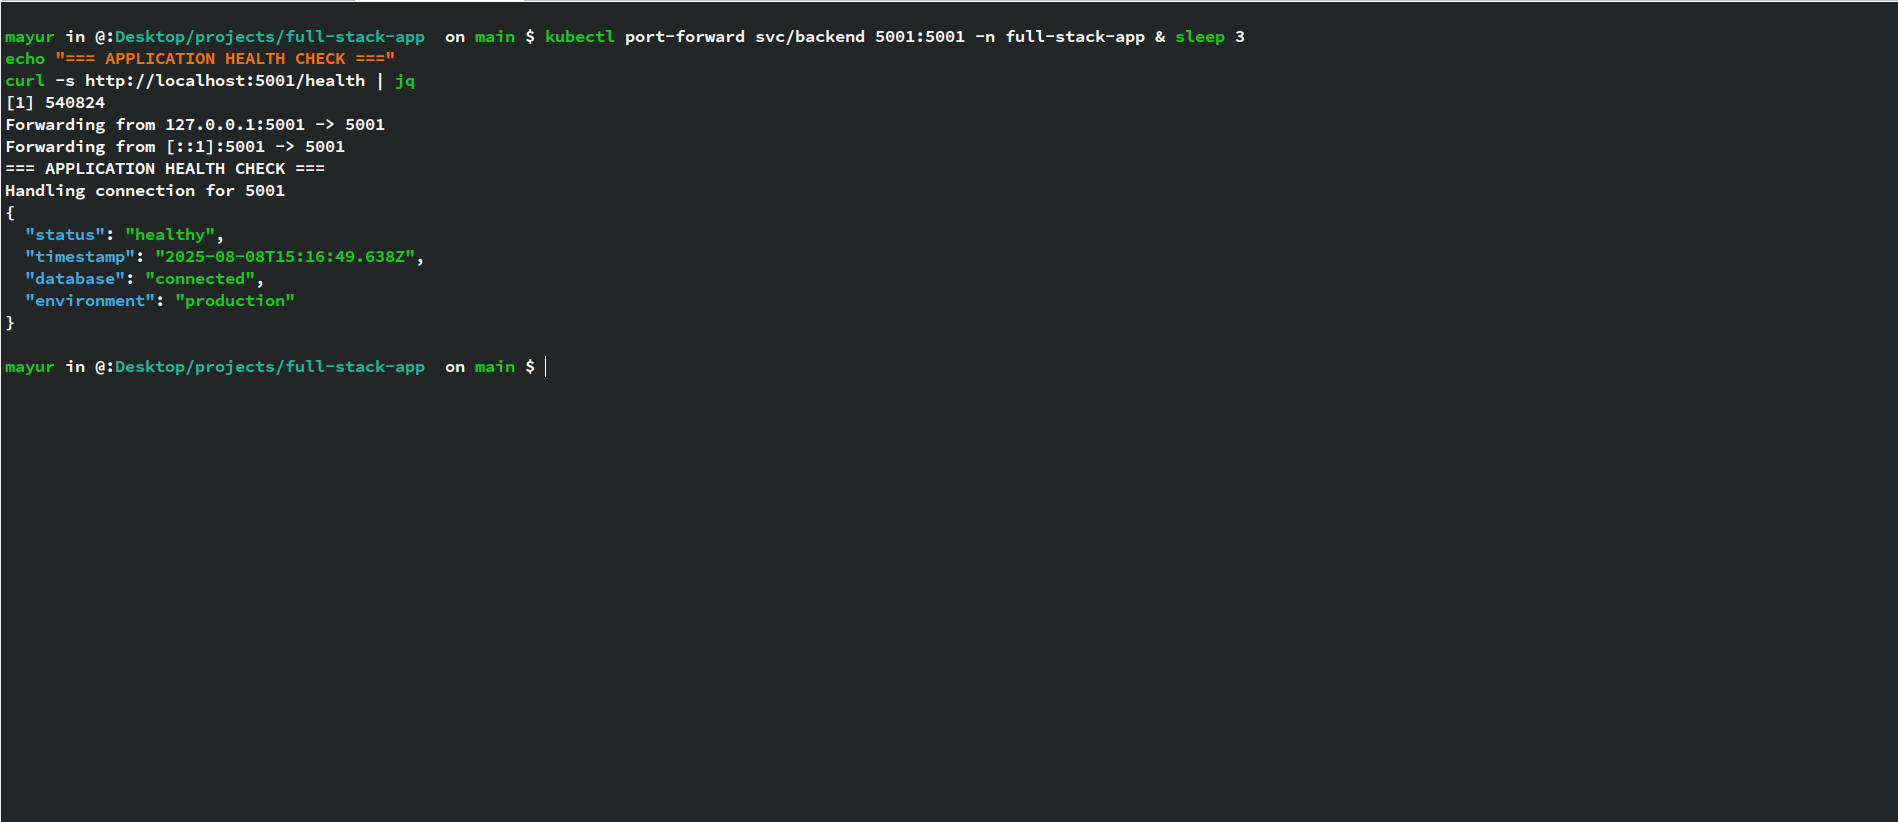 mayur in @:Desktop/projects/full-stack-app  on main $ kubectl port-forward svc/backend 5001:5001 -n full-stack-app & sleep 3
echo "=== APPLICATION HEALTH CHECK ==="
curl -s http://localhost:5001/health | jq
[1] 540824
Forwarding from 127.0.0.1:5001 -> 5001
Forwarding from [::1]:5001 -> 5001
=== APPLICATION HEALTH CHECK ===
Handling connection for 5001
{
  "status": "healthy",
  "timestamp": "2025-08-08T15:16:49.638Z",
  "database": "connected",
  "environment": "production"
}
mayur in @:Desktop/projects/full-stack-app  on main $